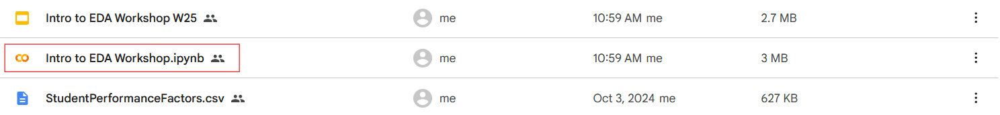 Intro to EDA Workshop W25 me 10:59 AM me 2.7 MB
Intro to EDA Workshop.ipynb me 10:59 AM me 3 MB
StudentPerformanceFactors.csv me Oct 3, 2024 me 627 KB